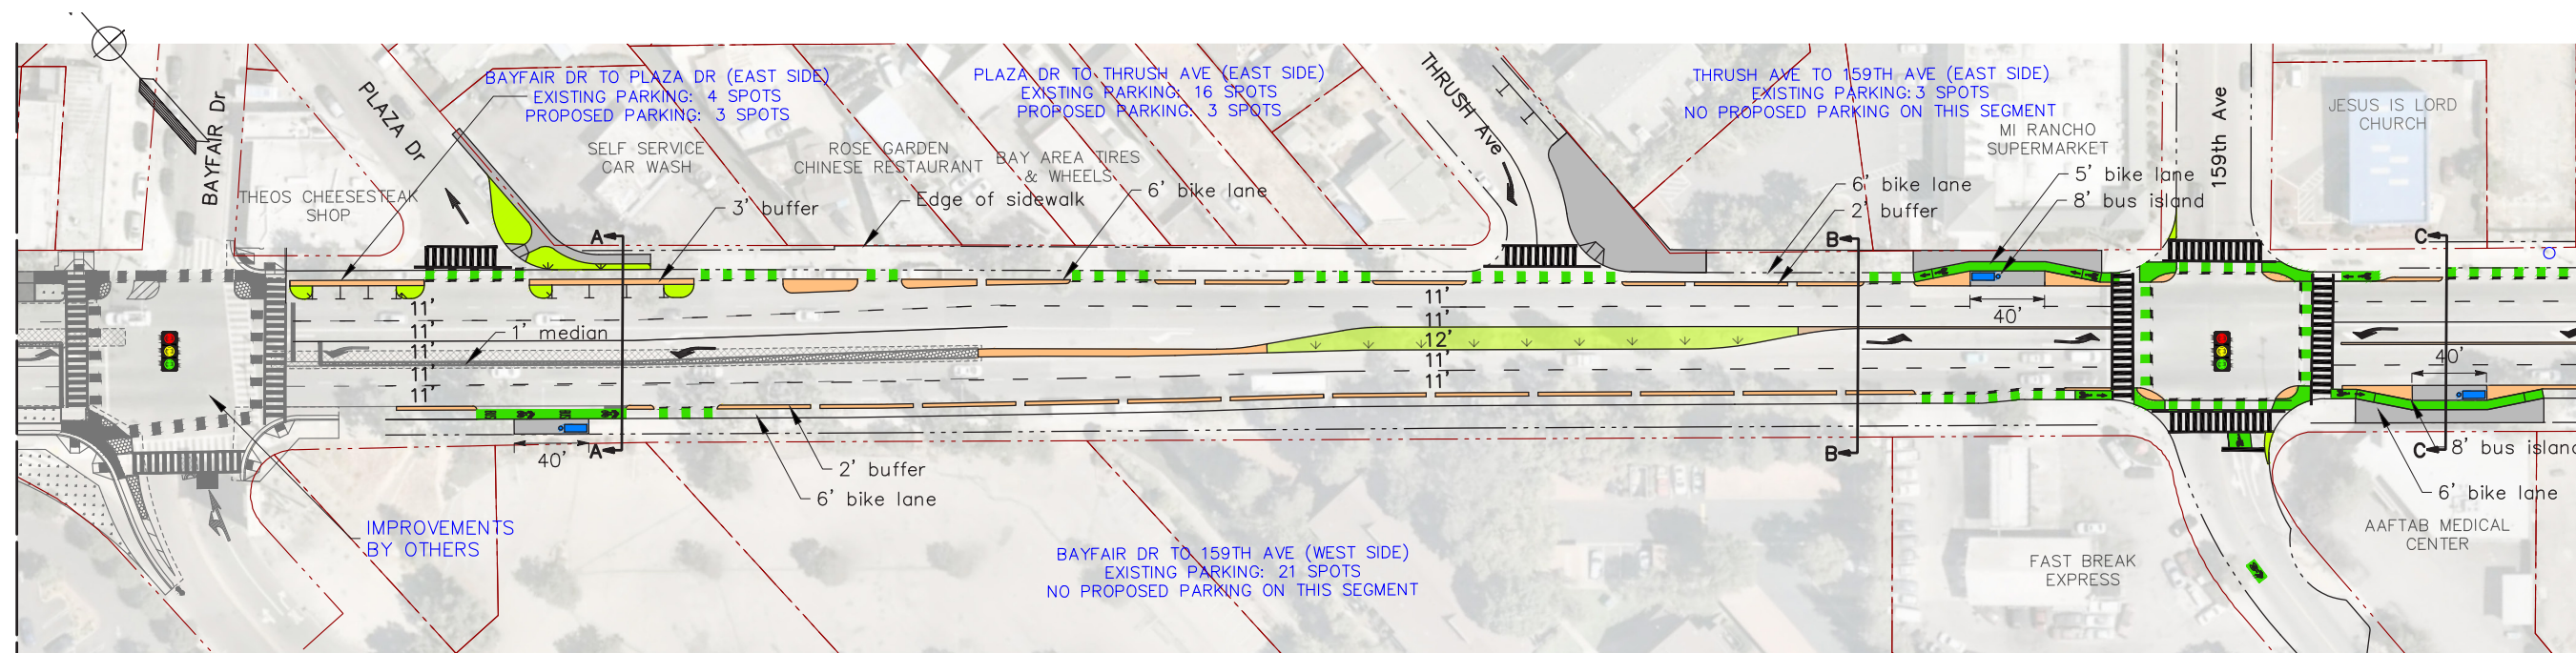 BAYFAIR Dr
PLAZA Dr
BAYFAIR DR TO PLAZA DR (EAST SIDE)
EXISTING PARKING: 4 SPOTS
PROPOSED PARKING: 3 SPOTS
PLAZA DR TO THRUSH AVE (EAST SIDE)
EXISTING PARKING: 16 SPOTS
PROPOSED PARKING: 3 SPOTS
THRUSH Ave
THRUSH AVE TO 159TH AVE (EAST SIDE)
EXISTING PARKING: 3 SPOTS
NO PROPOSED PARKING ON THIS SEGMENT
159th Ave
JESUS IS LORD
CHURCH
THEOS CHEESESTEAK
SHOP
SELF SERVICE
CAR WASH
ROSE GARDEN
CHINESE RESTAURANT
BAY AREA TIRES
& WHEELS
MI RANCHO
SUPERMARKET
3' buffer
Edge of sidewalk
6' bike lane
6' bike lane
2' buffer
5' bike lane
8' bus island
A
B
C
11'
11'
11'
11'
11'
1' median
11'
11'
12'
11'
11'
40'
40'
40'
A
B
C
2' buffer
6' bike lane
8' bus island
6' bike lane
IMPROVEMENTS
BY OTHERS
BAYFAIR DR TO 159TH AVE (WEST SIDE)
EXISTING PARKING: 21 SPOTS
NO PROPOSED PARKING ON THIS SEGMENT
FAST BREAK
EXPRESS
AAFTAB MEDICAL
CENTER